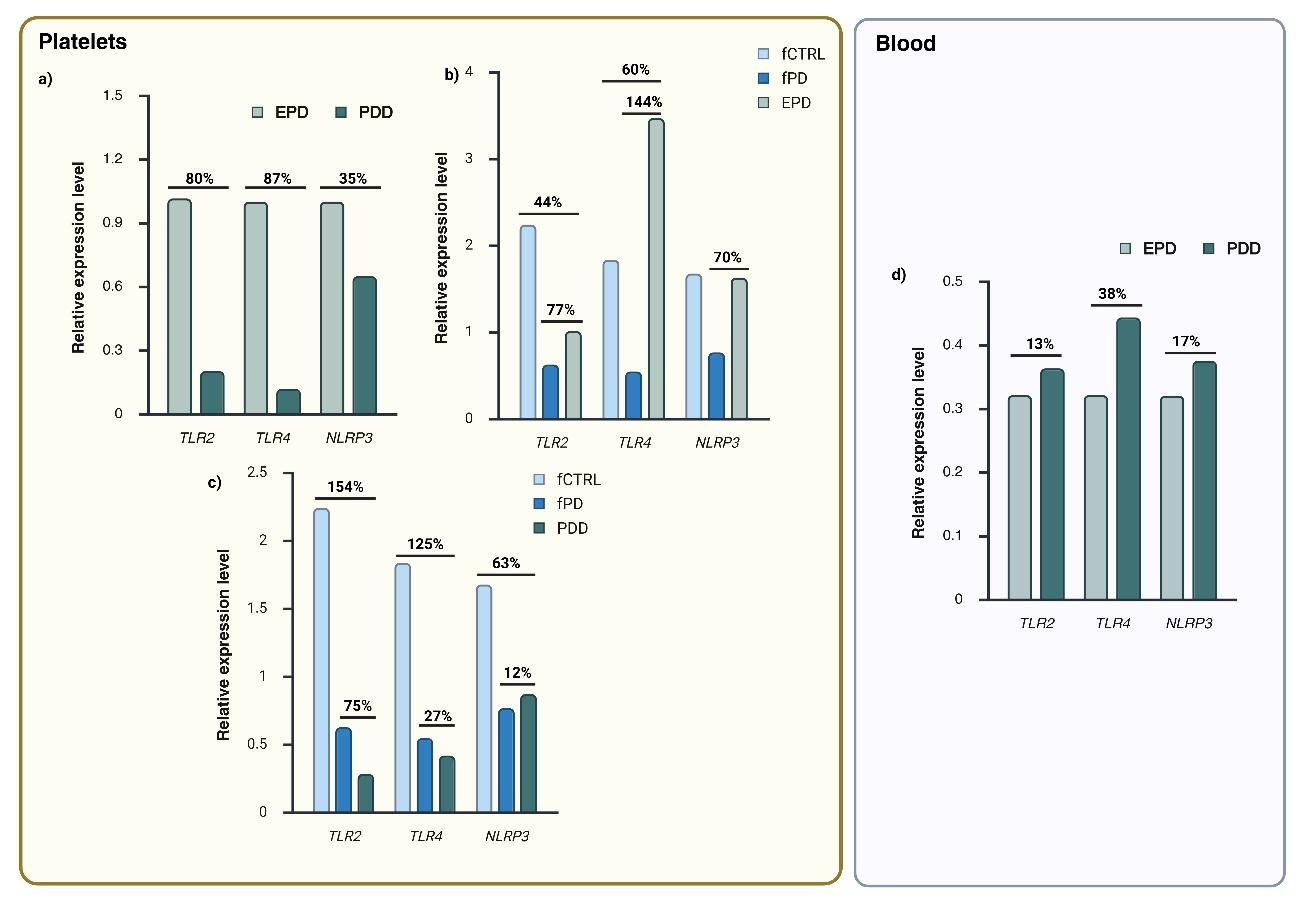 Platelets
a)
EPD PDD
Relative expression level
1.5
1.2
0.9
0.6
0.3
0
80% 87% 35%
TLR2 TLR4 NLRP3
b)
fCTRL
fPD
EPD
Relative expression level
4
3
2
1
0
60%
144%
44%
77%
70%
TLR2 TLR4 NLRP3
c)
fCTRL
fPD
PDD
Relative expression level
2.5
2
1.5
1
0.5
0
154%
125%
63%
75%
27%
12%
TLR2 TLR4 NLRP3
Blood
d)
EPD PDD
Relative expression level
0.5
0.4
0.3
0.2
0.1
0
13%
38%
17%
TLR2 TLR4 NLRP3